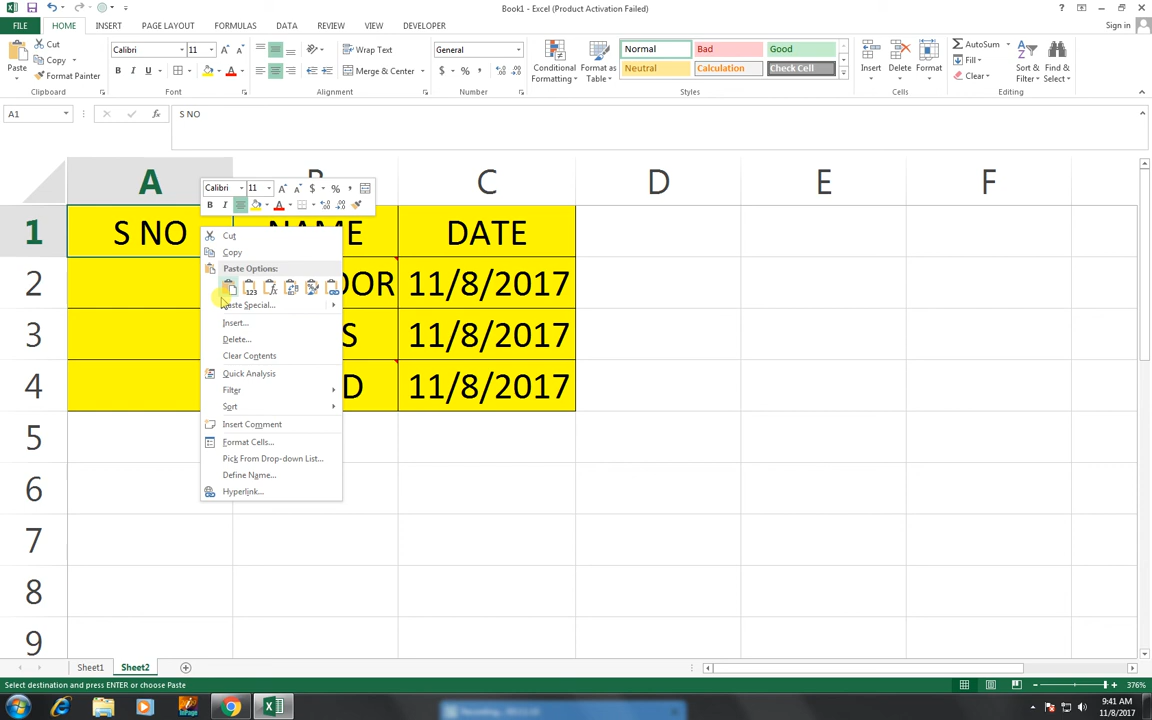 Book1 - Excel (Product Activation Failed)
FILE HOME INSERT PAGE LAYOUT FORMULAS DATA REVIEW VIEW DEVELOPER
Sign in
Paste
Cut
Copy
Format Painter
Clipboard
Calibri 11
B I U
Font
Wrap Text
Merge & Center
Alignment
General
$ % ,
Number
Conditional Formatting
Format as Table
Normal Bad Good
Neutral Calculation Check Cell
Styles
Insert Delete Format
Cells
AutoSum
Fill
Clear
Sort & Filter
Find & Select
Editing
A1
S NO
A C D E F
1 S NO DATE
2 11/8/2017
3 11/8/2017
4 11/8/2017
5
6
7
8
9
Calibri 11 $ % ,
B I A
Cut
Copy
Paste Options:
Paste Special...
Insert...
Delete...
Clear Contents
Quick Analysis
Filter
Sort
Insert Comment
Format Cells...
Pick From Drop-down List...
Define Name...
Hyperlink...
Sheet1 Sheet2
Select destination and press ENTER or choose Paste
376%
9:41 AM
11/8/2017